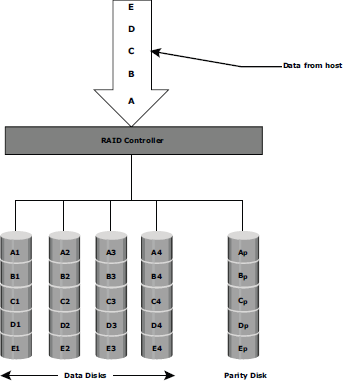 E
D
C
B
A
Data from host
RAID Controller
A1 A2 A3 A4 Ap
B1 B2 B3 B4 Bp
C1 C2 C3 C4 Cp
D1 D2 D3 D4 Dp
E1 E2 E3 E4 Ep
Data Disks Parity Disk